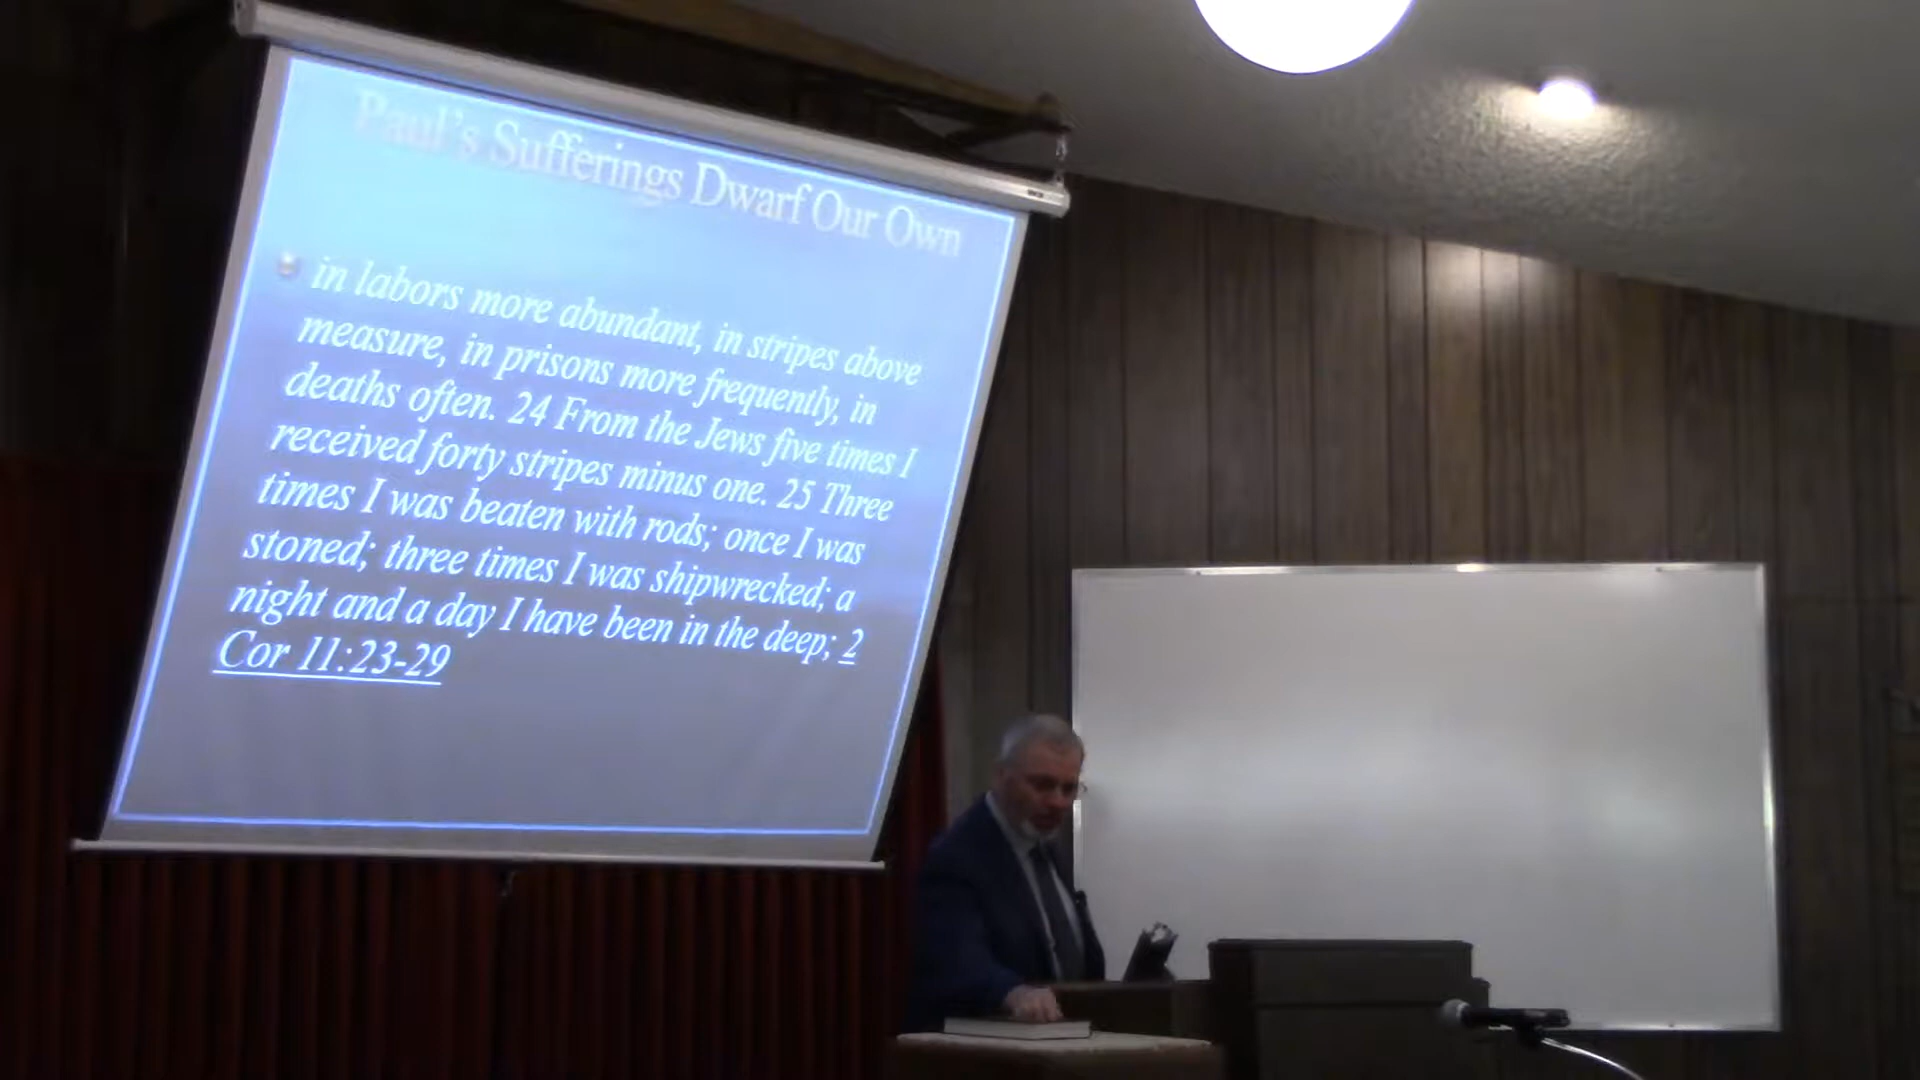 Paul's Sufferings Dwarf Our Own
in labors more abundant, in stripes above
measure, in prisons more frequently, in
deaths often. 24 From the Jews five times I
received forty stripes minus one. 25 Three
times I was beaten with rods; once I was
stoned; three times I was shipwrecked; a
night and a day I have been in the deep; 2
Cor 11:23-29